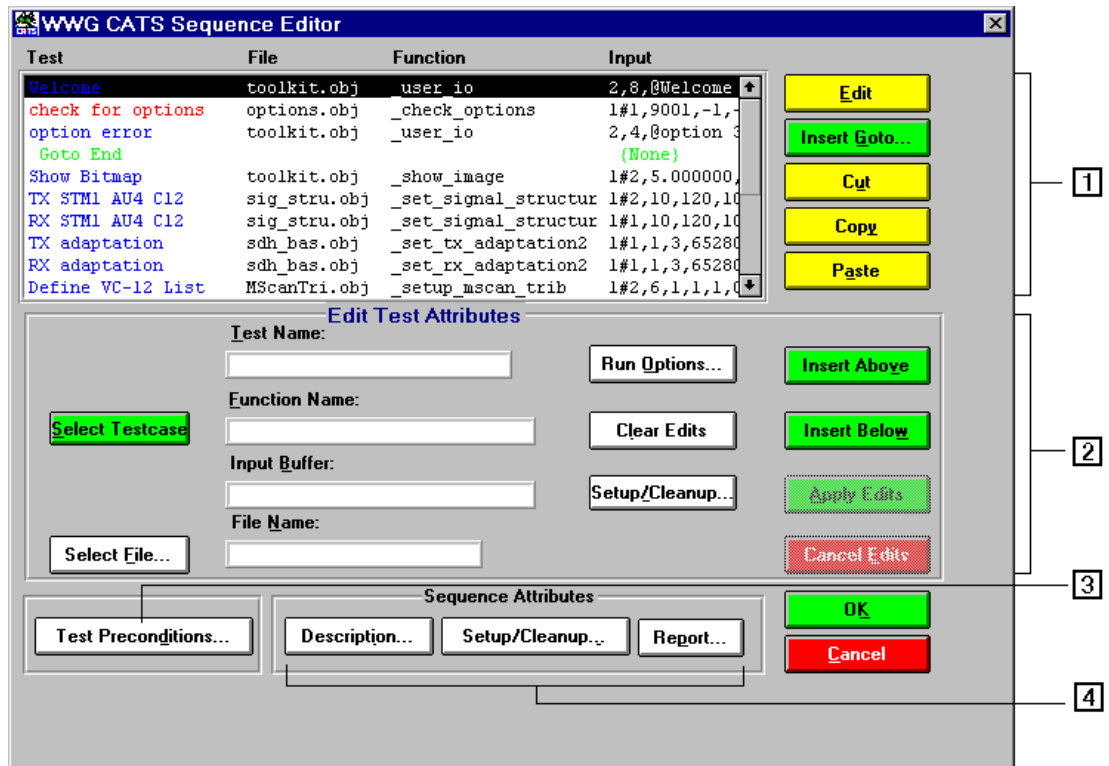 WWG CATS Sequence Editor
Test File Function Input
Welcome toolkit.obj _user_io 2,8,@Welcome
check for options options.obj _check_options 1#1,9001,-1,-
option error toolkit.obj _user_io 2,4,@option 3
Goto End {None}
Show Bitmap toolkit.obj _show_image 1#2,5.000000,
TX STM1 AU4 C12 sig_stru.obj _set_signal_structur 1#2,10,120,10
RX STM1 AU4 C12 sig_stru.obj _set_signal_structur 1#1,10,120,10
TX adaptation sdh_bas.obj _set_tx_adaptation2 1#1,1,3,65280
RX adaptation sdh_bas.obj _set_rx_adaptation2 1#1,1,3,65280
Define VC-12 List MScanTri.obj _setup_mscan_trib 1#2,6,1,1,1,0
Edit
Insert Goto...
Cut
Copy
Paste
1
Edit Test Attributes
Test Name:
Run Options...
Insert Above
Function Name:
Select Testcase
Clear Edits
Insert Below
2
Input Buffer:
Setup/Cleanup...
Apply Edits
File Name:
Select File...
Cancel Edits
3
Sequence Attributes
OK
Test Preconditions...
Description...
Setup/Cleanup...
Report...
Cancel
4